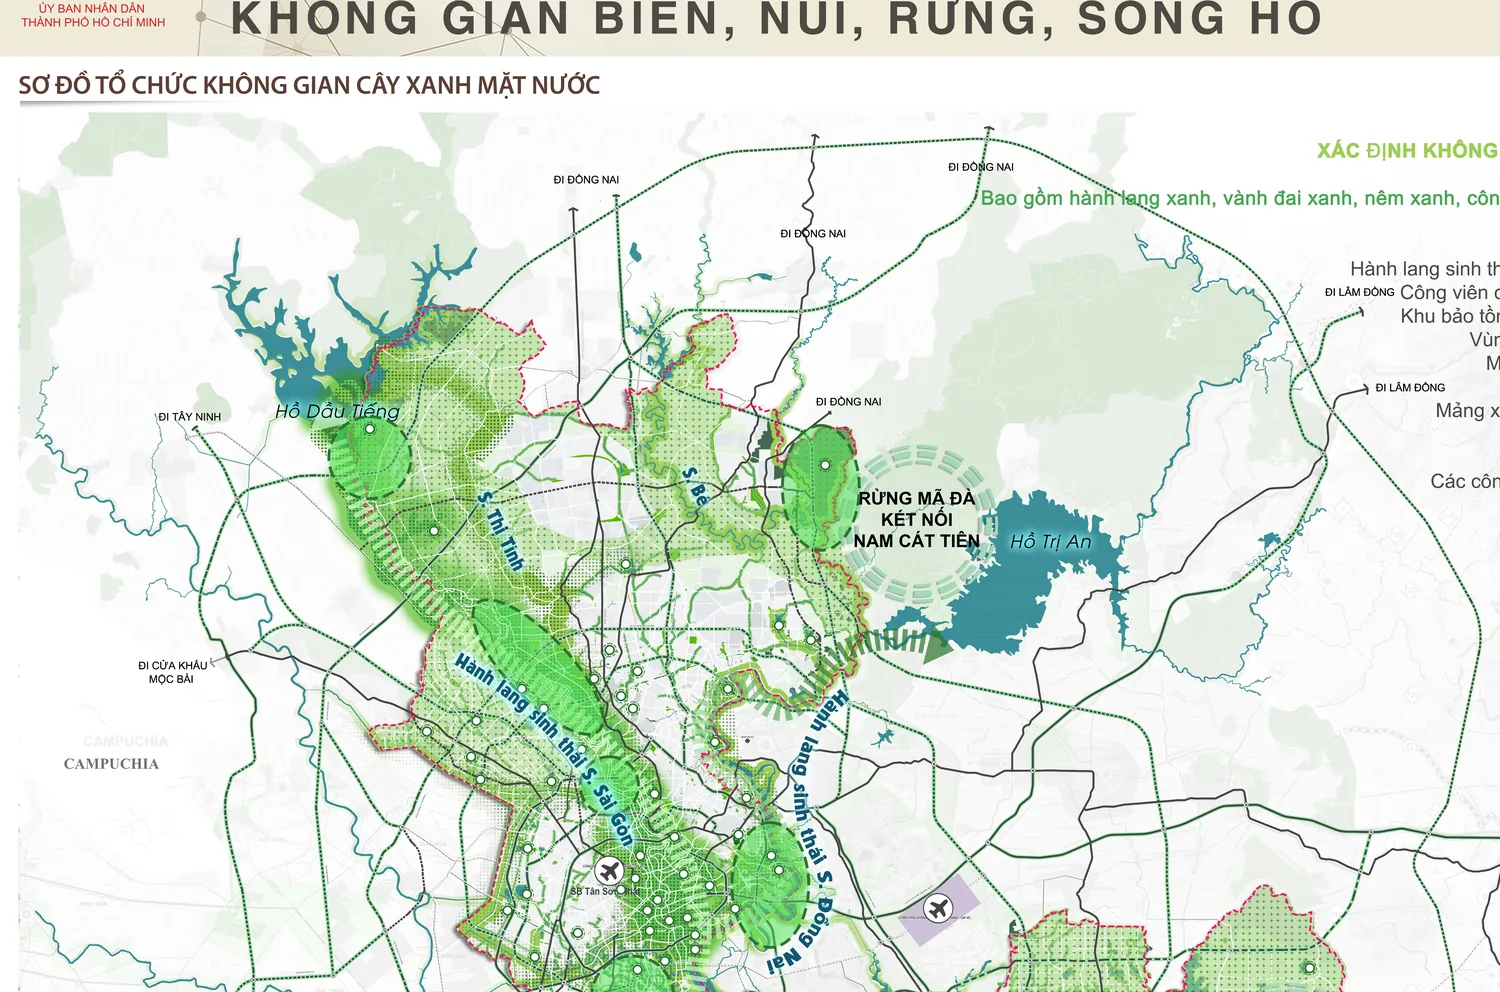 ỦY BAN NHÂN DÂN
THÀNH PHỐ HỒ CHÍ MINH
KHÔNG GIAN BIỂN, NÚI, RỪNG, SÔNG HỒ
SƠ ĐỒ TỔ CHỨC KHÔNG GIAN CÂY XANH MẶT NƯỚC
XÁC ĐỊNH KHÔNG
ĐI ĐỒNG NAI
ĐI ĐỒNG NAI
Bao gồm hành lang xanh, vành đai xanh, nêm xanh, côn
ĐI ĐỒNG NAI
Hành lang sinh th
ĐI LÂM ĐỒNG
Công viên
Khu bảo tồn
Vùn
M
ĐI LÂM ĐỒNG
Mảng x
Các côn
ĐI TÂY NINH
Hồ Dầu Tiếng
ĐI ĐỒNG NAI
S. Bé
S. Thị Tính
RỪNG MÃ ĐÀ
KẾT NỐI
NAM CÁT TIÊN
Hồ Trị An
ĐI CỬA KHẨU
MỘC BÀI
Hành lang sinh thái S. Sài Gòn
Hành lang sinh thái S. Đồng Nai
CAMPUCHIA
CAMPUCHIA
SB Tân Sơn Nhất